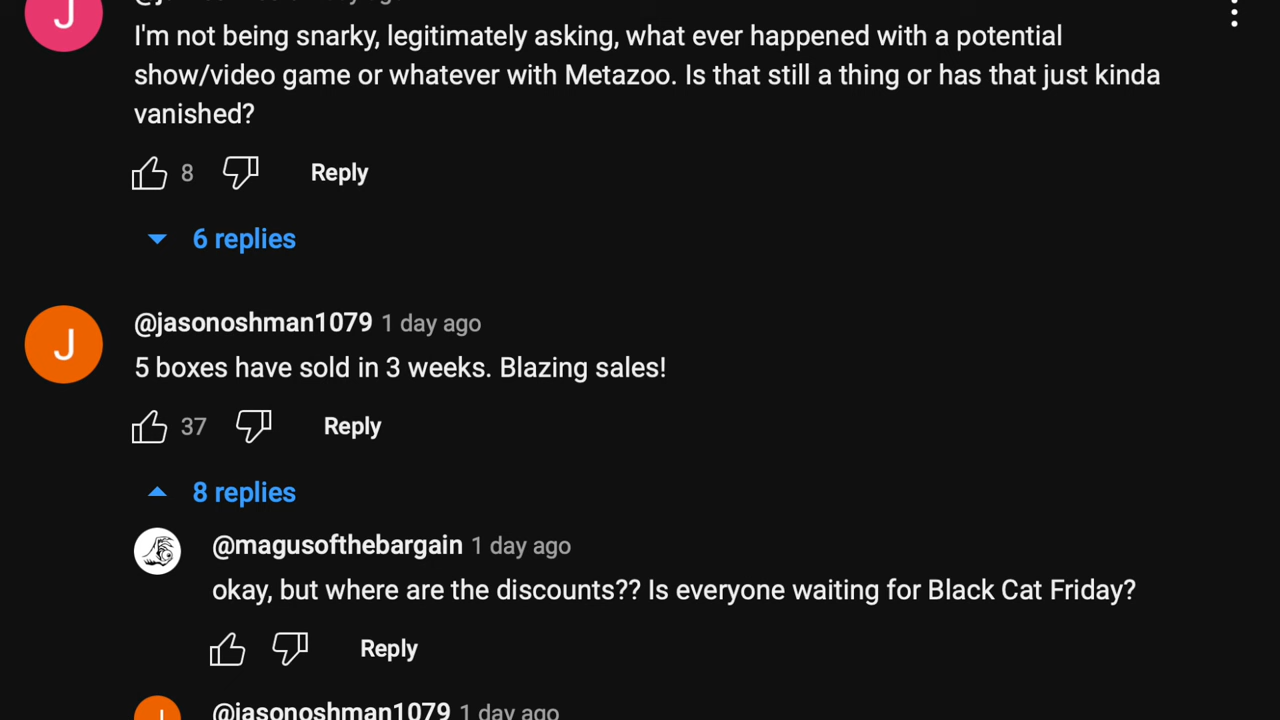 I'm not being snarky, legitimately asking, what ever happened with a potential
show/video game or whatever with Metazoo. Is that still a thing or has that just kinda
vanished?
8 Reply
6 replies
J @jasonoshman1079 1 day ago
5 boxes have sold in 3 weeks. Blazing sales!
37 Reply
8 replies
@magusofthebargain 1 day ago
okay, but where are the discounts?? Is everyone waiting for Black Cat Friday?
Reply
@jasonoshman1079 1 day ago